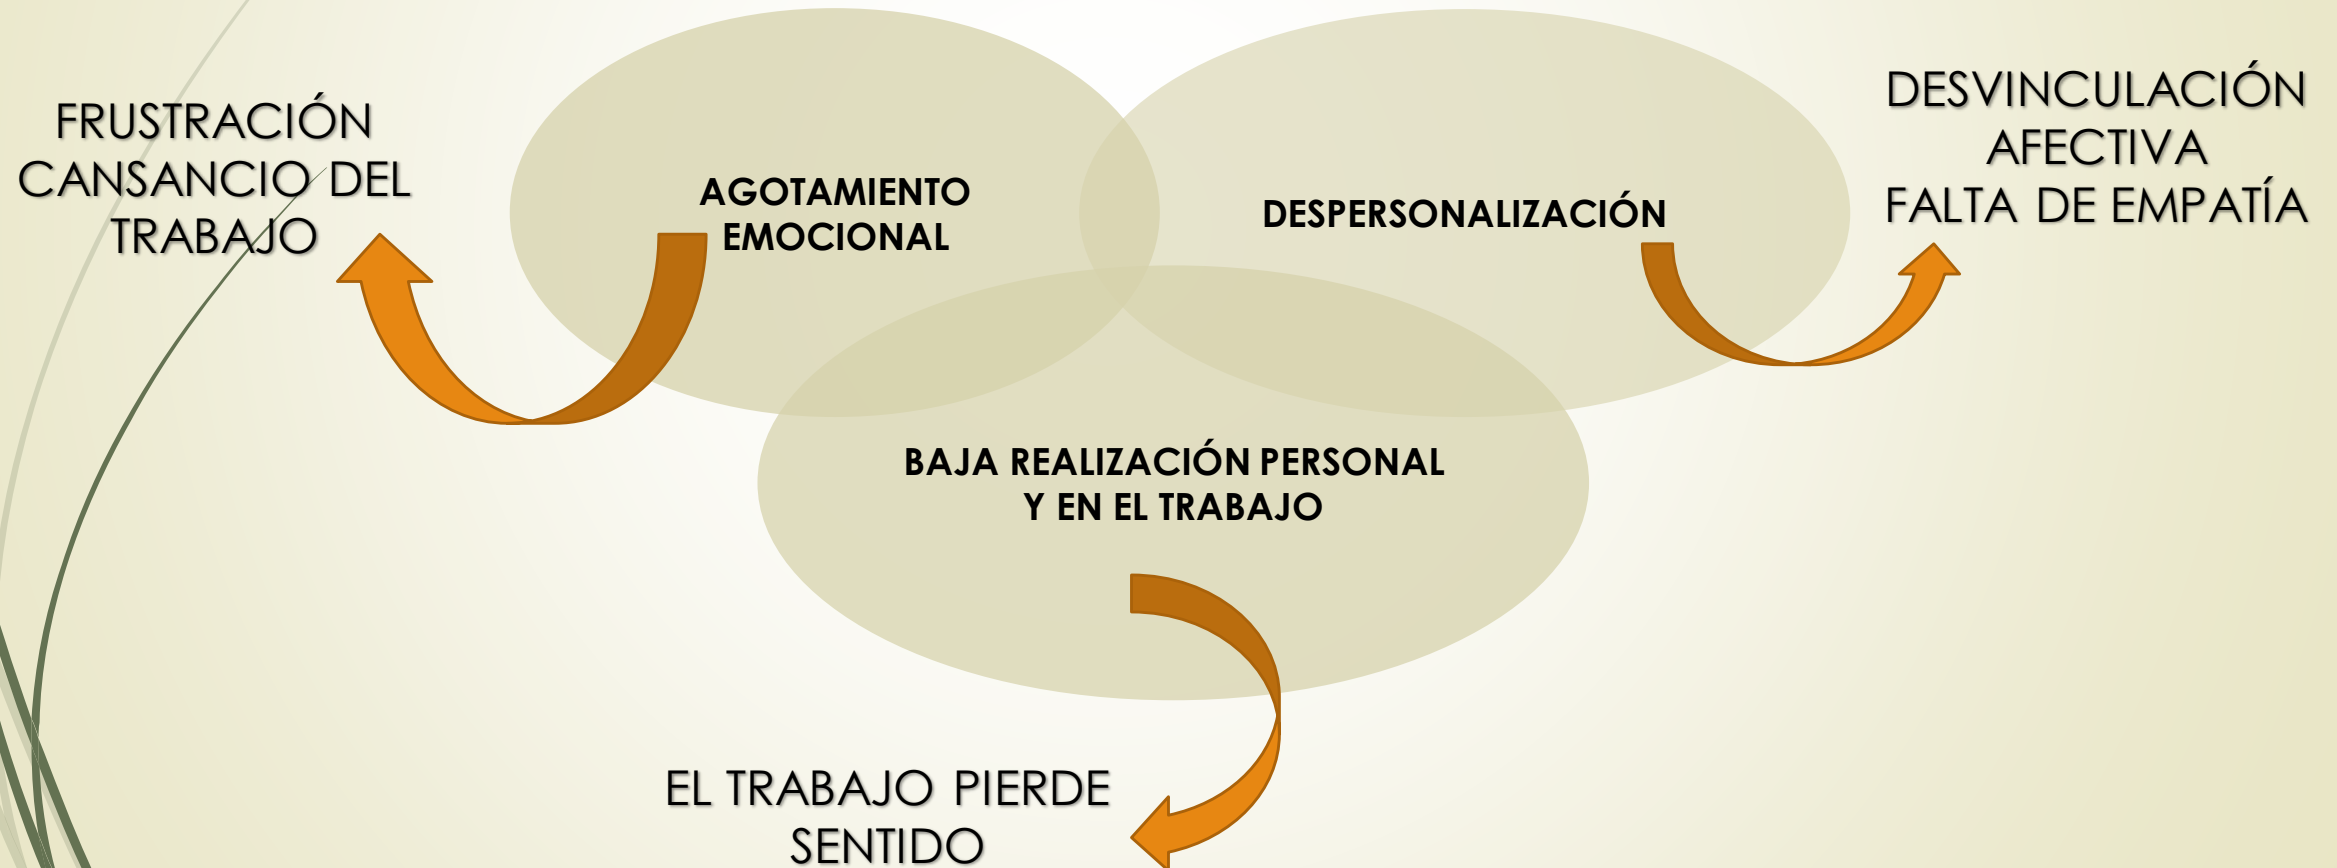 FRUSTRACIÓN
CANSANCIO DEL
TRABAJO
AGOTAMIENTO
EMOCIONAL
DESPERSONALIZACIÓN
DESVINCULACIÓN
AFECTIVA
FALTA DE EMPATÍA
BAJA REALIZACIÓN PERSONAL
Y EN EL TRABAJO
EL TRABAJO PIERDE
SENTIDO